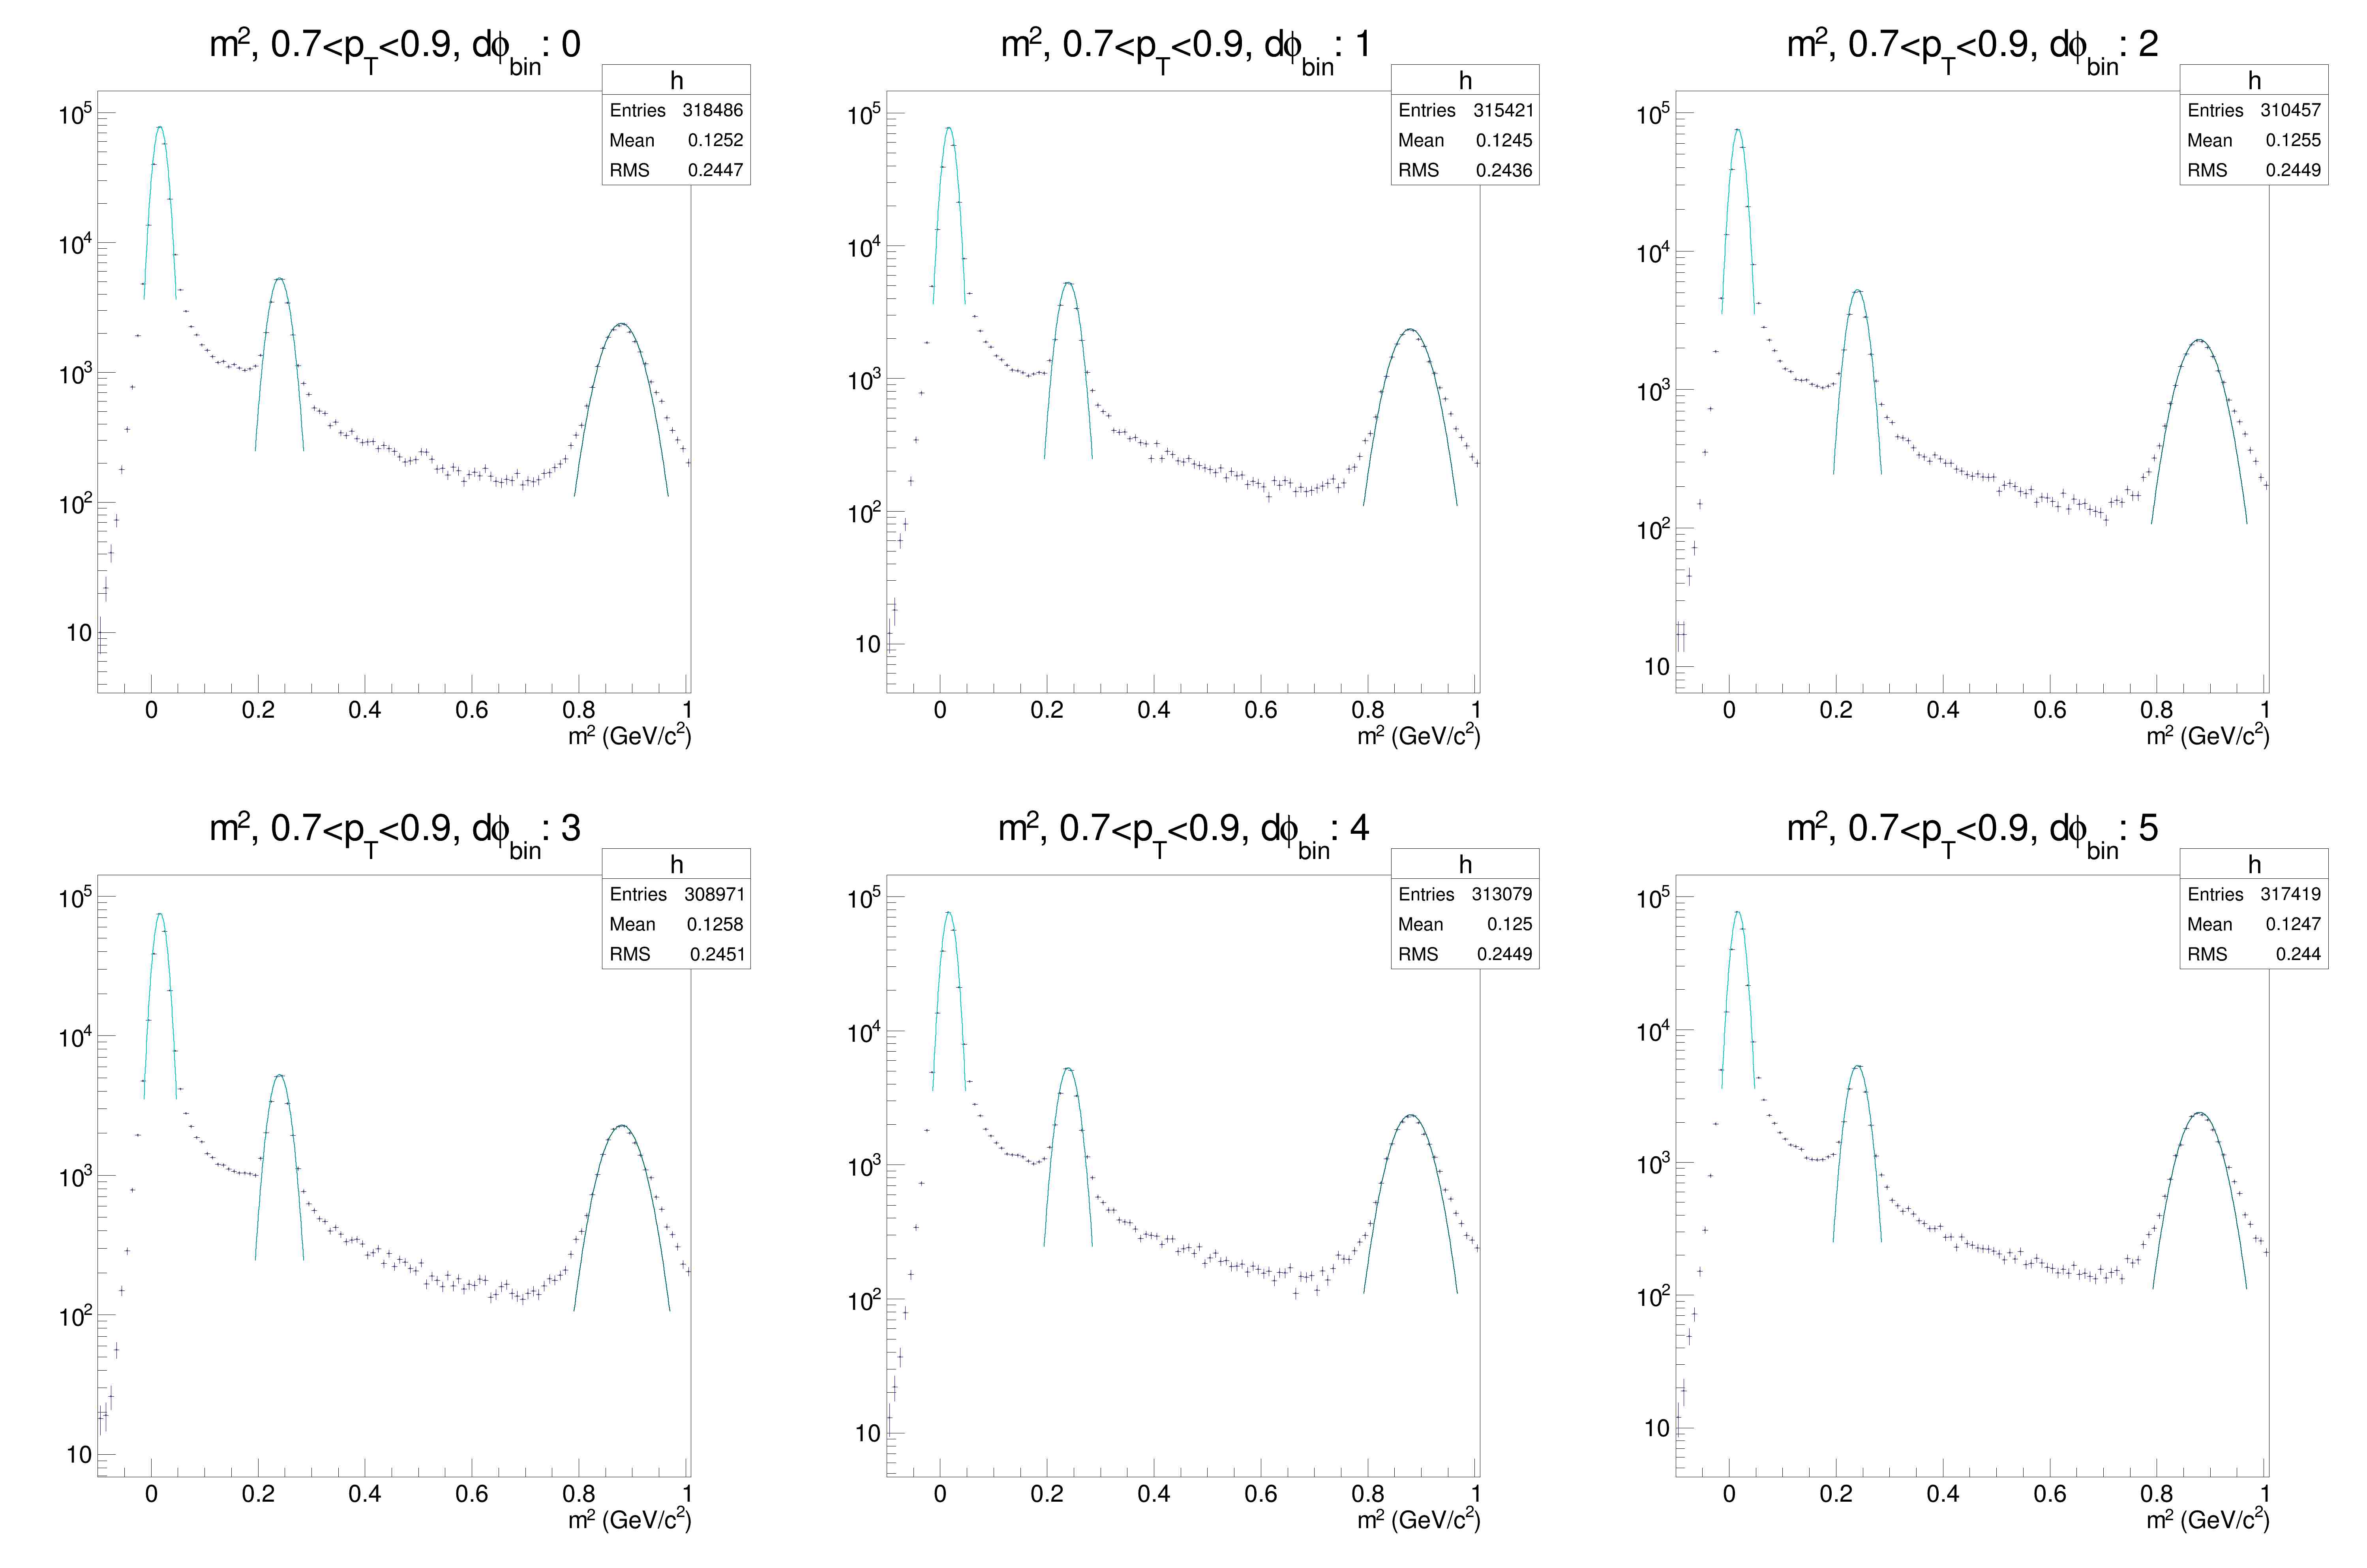 m², 0.7<p_T<0.9, dϕ_bin: 0
h
Entries 318486
Mean 0.1252
RMS 0.2447
10⁵
10⁴
10³
10²
10
0 0.2 0.4 0.6 0.8 1
m² (GeV/c²)
m², 0.7<p_T<0.9, dϕ_bin: 1
h
Entries 315421
Mean 0.1245
RMS 0.2436
10⁵
10⁴
10³
10²
10
0 0.2 0.4 0.6 0.8 1
m² (GeV/c²)
m², 0.7<p_T<0.9, dϕ_bin: 2
h
Entries 310457
Mean 0.1255
RMS 0.2449
10⁵
10⁴
10³
10²
10
0 0.2 0.4 0.6 0.8 1
m² (GeV/c²)
m², 0.7<p_T<0.9, dϕ_bin: 3
h
Entries 308971
Mean 0.1258
RMS 0.2451
10⁵
10⁴
10³
10²
10
0 0.2 0.4 0.6 0.8 1
m² (GeV/c²)
m², 0.7<p_T<0.9, dϕ_bin: 4
h
Entries 313079
Mean 0.125
RMS 0.2449
10⁵
10⁴
10³
10²
10
0 0.2 0.4 0.6 0.8 1
m² (GeV/c²)
m², 0.7<p_T<0.9, dϕ_bin: 5
h
Entries 317419
Mean 0.1247
RMS 0.244
10⁵
10⁴
10³
10²
10
0 0.2 0.4 0.6 0.8 1
m² (GeV/c²)